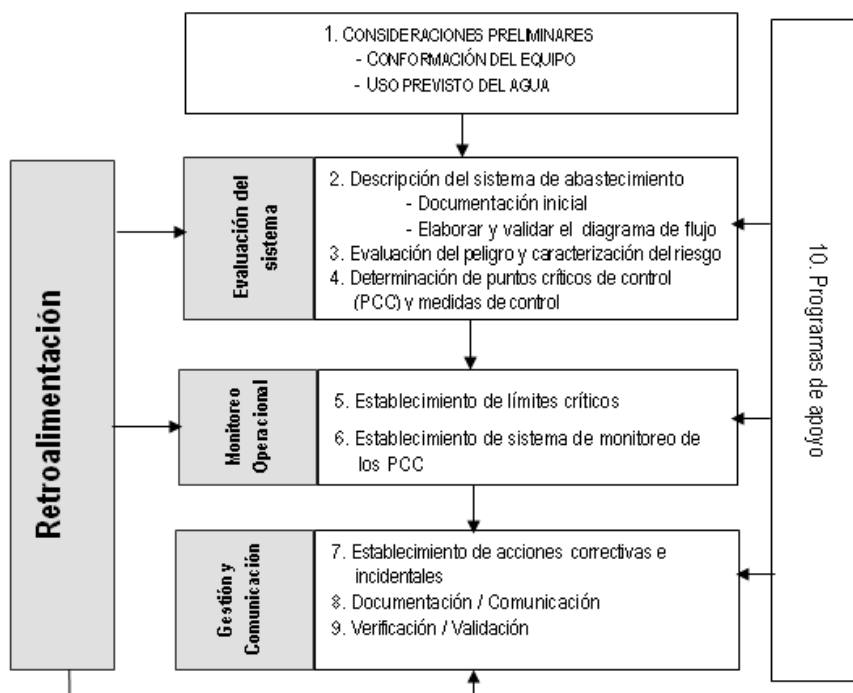 1. CONSIDERACIONES PRELIMINARES
- CONFORMACIÓN DEL EQUIPO
- USO PREVISTO DEL AGUA
Retroalimentación
Evaluación del
sistema
2. Descripción del sistema de abastecimiento
- Documentación inicial
- Elaborar y validar el diagrama de flujo
3. Evaluación del peligro y caracterización del riesgo
4. Determinación de puntos críticos de control
(PCC) y medidas de control
Monitoreo
Operacional
5. Establecimiento de límites críticos
6. Establecimiento de sistema de monitoreo de
los PCC
Gestión y
Comunicación
7. Establecimiento de acciones correctivas e
incidentales
8. Documentación / Comunicación
9. Verificación / Validación
10. Programas de apoyo